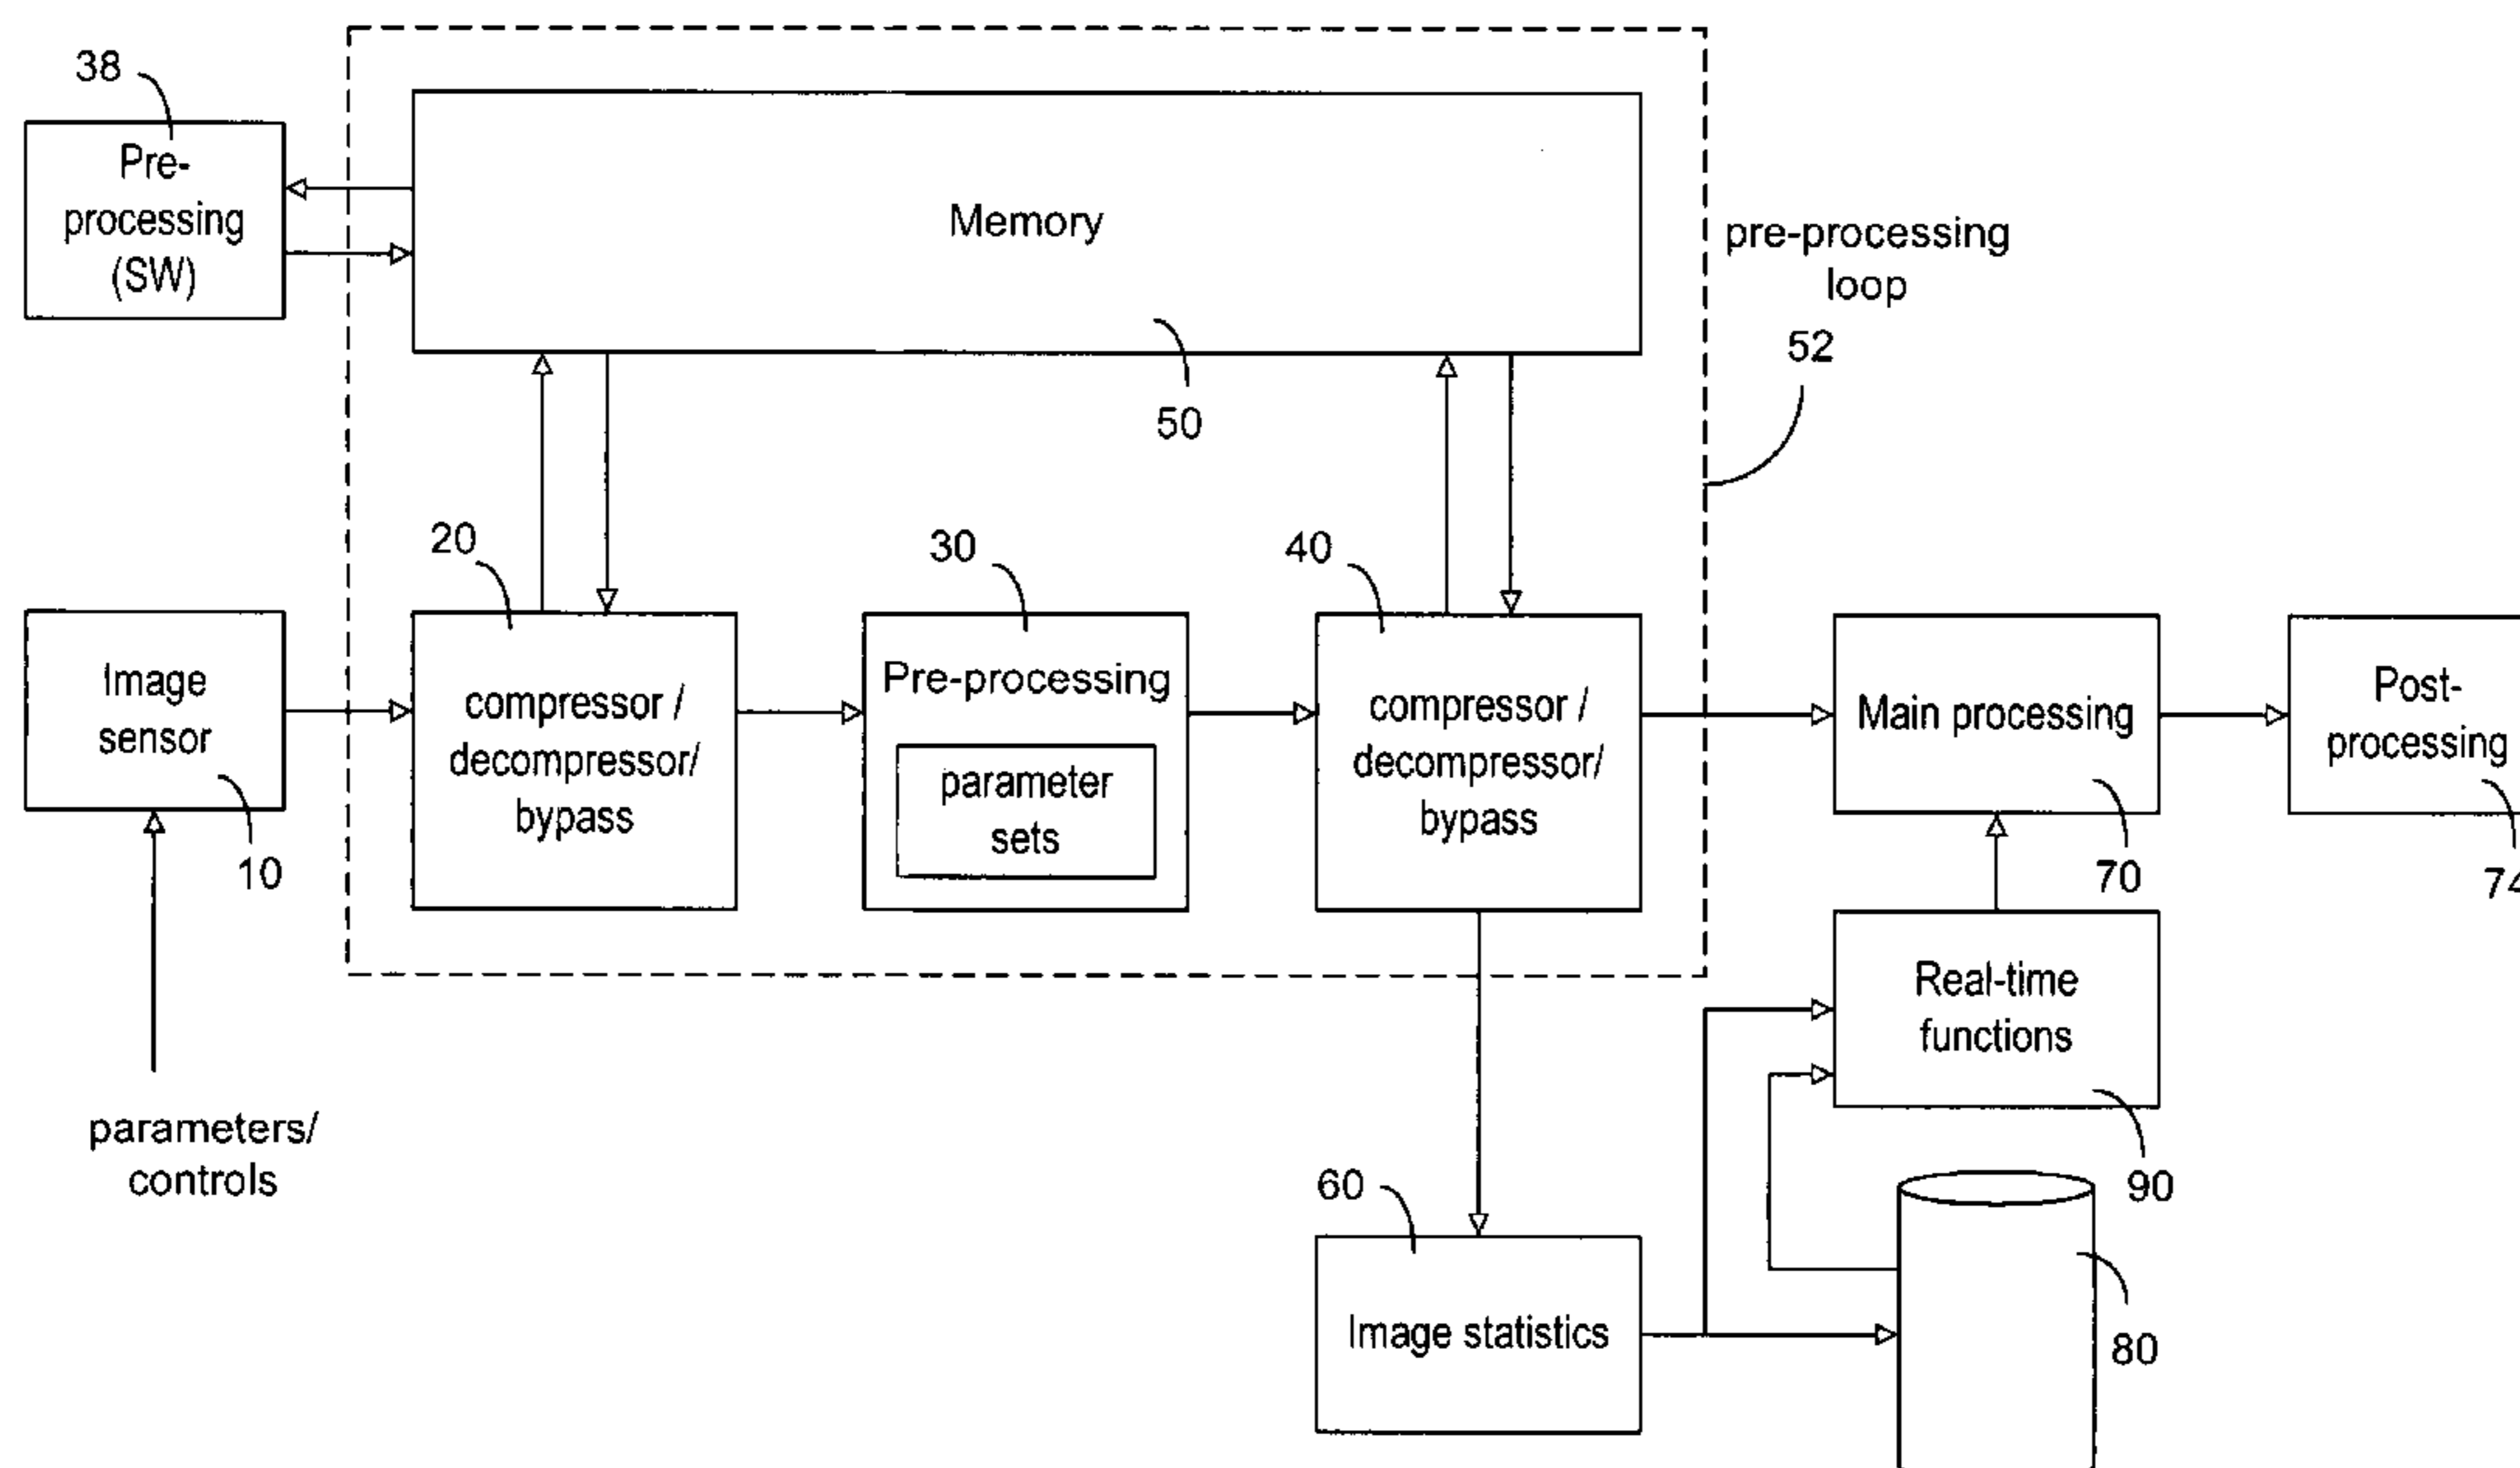 38
Pre-
processing
(SW)
Memory
50
pre-processing
loop
52
20
30
40
Image
sensor
10
compressor /
decompressor/
bypass
Pre-processing
parameter
sets
compressor /
decompressor/
bypass
Main processing
70
Post-
processing
74
parameters/
controls
Real-time
functions
90
60
Image statistics
80